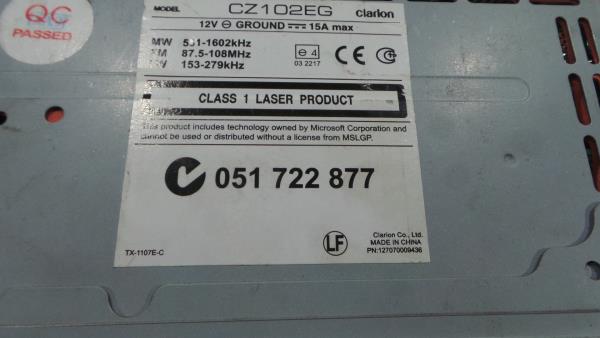 QC
PASSED
MODEL CZ102EG clarion
12V ⊖ GROUND 15A max
MW 531-1602kHz
FM 87.5-108MHz
153-279kHz
e4
03 2217
CE
CLASS 1 LASER PRODUCT
This product includes technology owned by Microsoft Corporation and
cannot be used or distributed without a license from MSLGP.
051 722 877
LF
Clarion Co., Ltd.
MADE IN CHINA
PN:127070009436
TX-1107E-C